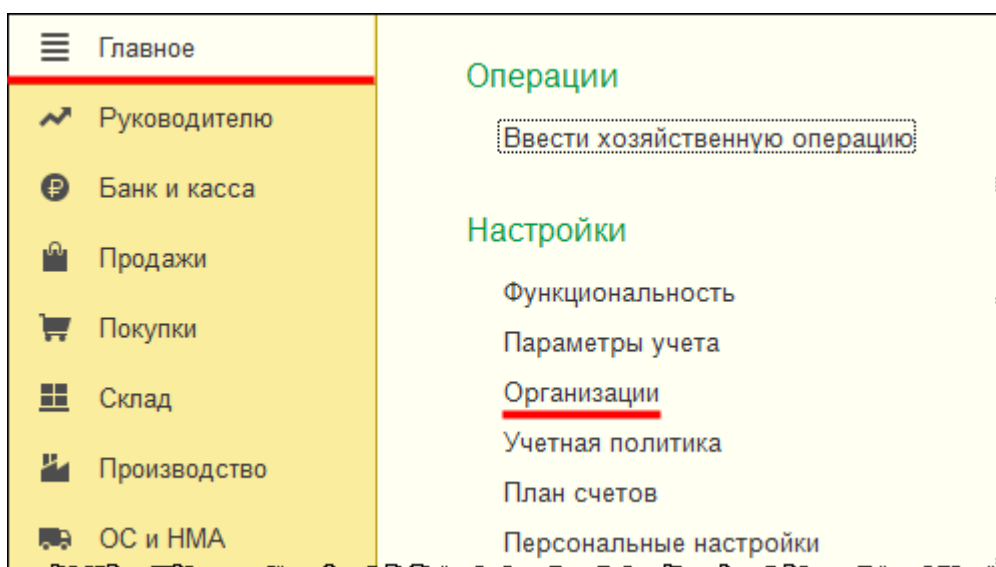 Главное
Руководителю
Банк и касса
Продажи
Покупки
Склад
Производство
ОС и НМА
Операции
Ввести хозяйственную операцию
Настройки
Функциональность
Параметры учета
Организации
Учетная политика
План счетов
Персональные настройки